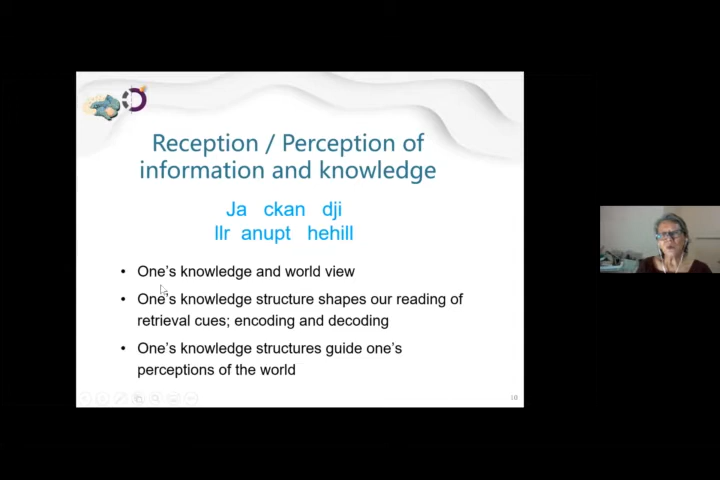 Reception / Perception of
information and knowledge
Ja ckan dji
llr anupt hehill
• One's knowledge and world view
• One's knowledge structure shapes our reading of
retrieval cues; encoding and decoding
• One's knowledge structures guide one's
perceptions of the world
10